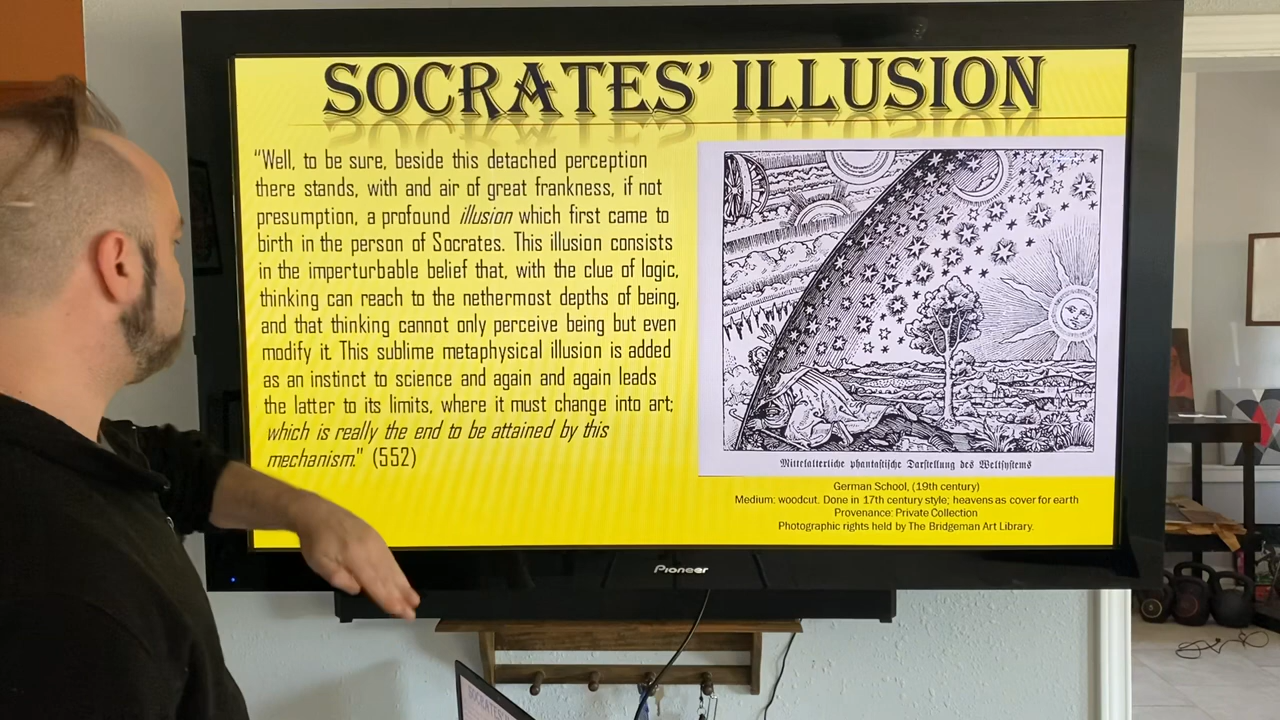 SOCRATES' ILLUSION
"Well, to be sure, beside this detached perception
there stands, with and air of great frankness, if not
presumption, a profound illusion which first came to
birth in the person of Socrates. This illusion consists
in the imperturbable belief that, with the clue of logic,
thinking can reach to the nethermost depths of being,
and that thinking cannot only perceive being but even
modify it. This sublime metaphysical illusion is added
as an instinct to science and again and again leads
the latter to its limits, where it must change into art;
which is really the end to be attained by this
mechanism." (552)
Mittelalterliche phantastische Darstellung des Weltsystems
German School, (19th century)
Medium: woodcut. Done in 17th century style; heavens as cover for earth
Provenance: Private Collection
Photographic rights held by The Bridgeman Art Library.
Pioneer